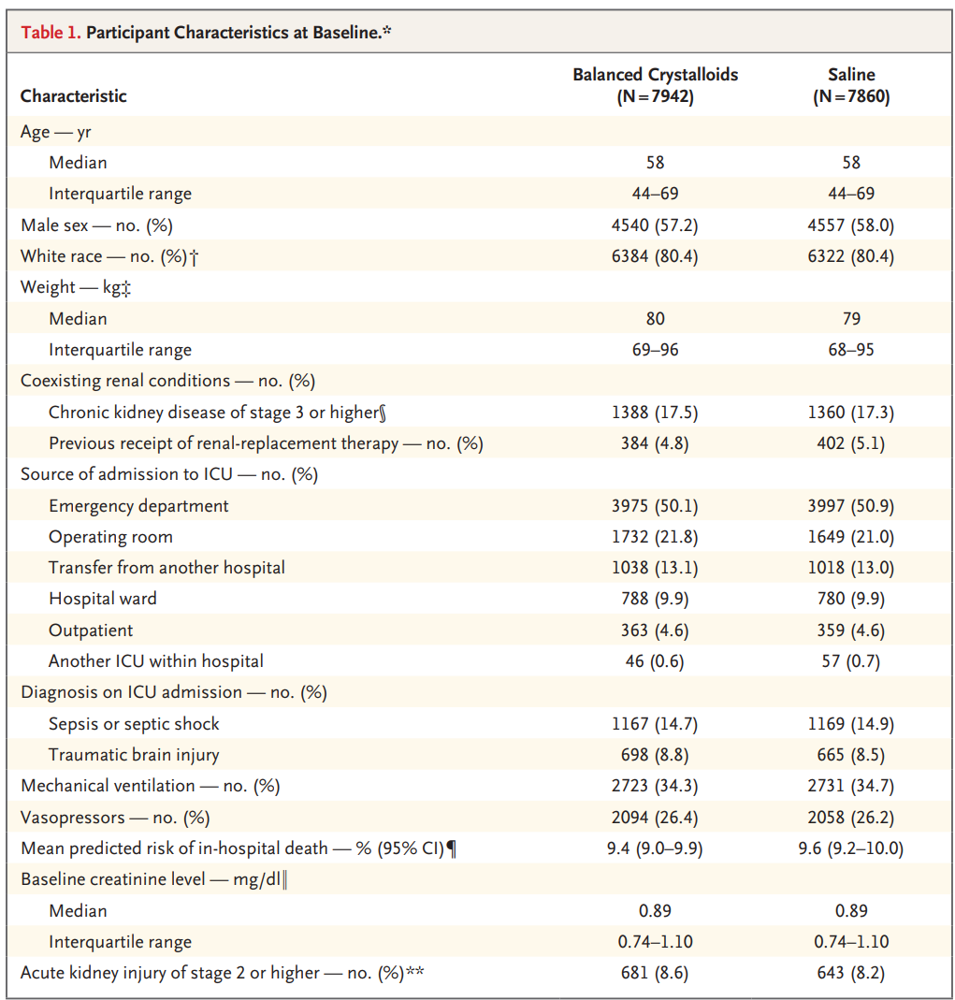 Table 1. Participant Characteristics at Baseline.*
Characteristic Balanced Crystalloids (N=7942) Saline (N=7860)
Age — yr
Median 58 58
Interquartile range 44–69 44–69
Male sex — no. (%) 4540 (57.2) 4557 (58.0)
White race — no. (%)† 6384 (80.4) 6322 (80.4)
Weight — kg‡
Median 80 79
Interquartile range 69–96 68–95
Coexisting renal conditions — no. (%)
Chronic kidney disease of stage 3 or higher§ 1388 (17.5) 1360 (17.3)
Previous receipt of renal-replacement therapy — no. (%) 384 (4.8) 402 (5.1)
Source of admission to ICU — no. (%)
Emergency department 3975 (50.1) 3997 (50.9)
Operating room 1732 (21.8) 1649 (21.0)
Transfer from another hospital 1038 (13.1) 1018 (13.0)
Hospital ward 788 (9.9) 780 (9.9)
Outpatient 363 (4.6) 359 (4.6)
Another ICU within hospital 46 (0.6) 57 (0.7)
Diagnosis on ICU admission — no. (%)
Sepsis or septic shock 1167 (14.7) 1169 (14.9)
Traumatic brain injury 698 (8.8) 665 (8.5)
Mechanical ventilation — no. (%) 2723 (34.3) 2731 (34.7)
Vasopressors — no. (%) 2094 (26.4) 2058 (26.2)
Mean predicted risk of in-hospital death — % (95% CI)¶ 9.4 (9.0–9.9) 9.6 (9.2–10.0)
Baseline creatinine level — mg/dl‖
Median 0.89 0.89
Interquartile range 0.74–1.10 0.74–1.10
Acute kidney injury of stage 2 or higher — no. (%)** 681 (8.6) 643 (8.2)